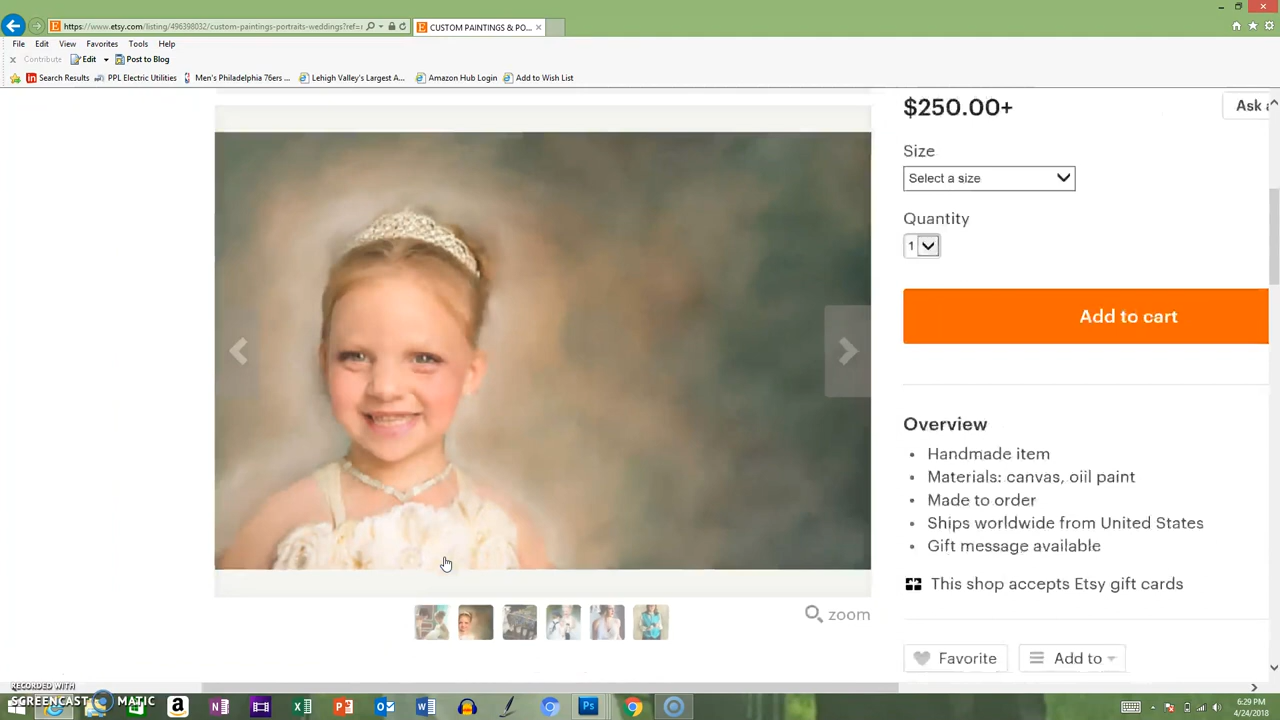 https://www.etsy.com/listing/496398032/custom-paintings-portraits-weddings?ref=
CUSTOM PAINTINGS & PO...
File Edit View Favorites Tools Help
x Contribute Edit Post to Blog
Search Results PPL Electric Utilities Men's Philadelphia 76ers ... Lehigh Valley's Largest A... Amazon Hub Login Add to Wish List
$250.00+
Ask a
Size
Select a size
Quantity
1
Add to cart
Overview
• Handmade item
• Materials: canvas, oiil paint
• Made to order
• Ships worldwide from United States
• Gift message available
This shop accepts Etsy gift cards
zoom
Favorite Add to
RECORDED WITH
SCREENCAST MATIC
6:29 PM
4/24/2018